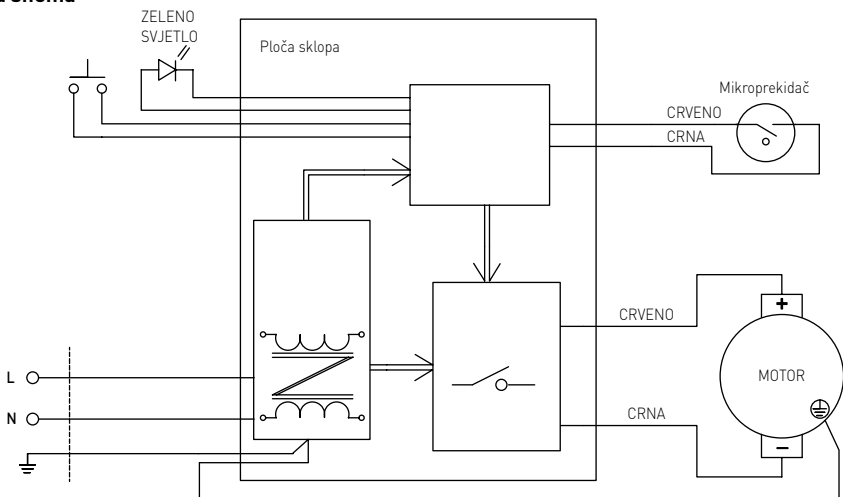 ZELENO
SVJETLO
Ploča sklopa
Mikroprekidač
CRVENO
CRNA
CRVENO
+
MOTOR
L
N
CRNA
−